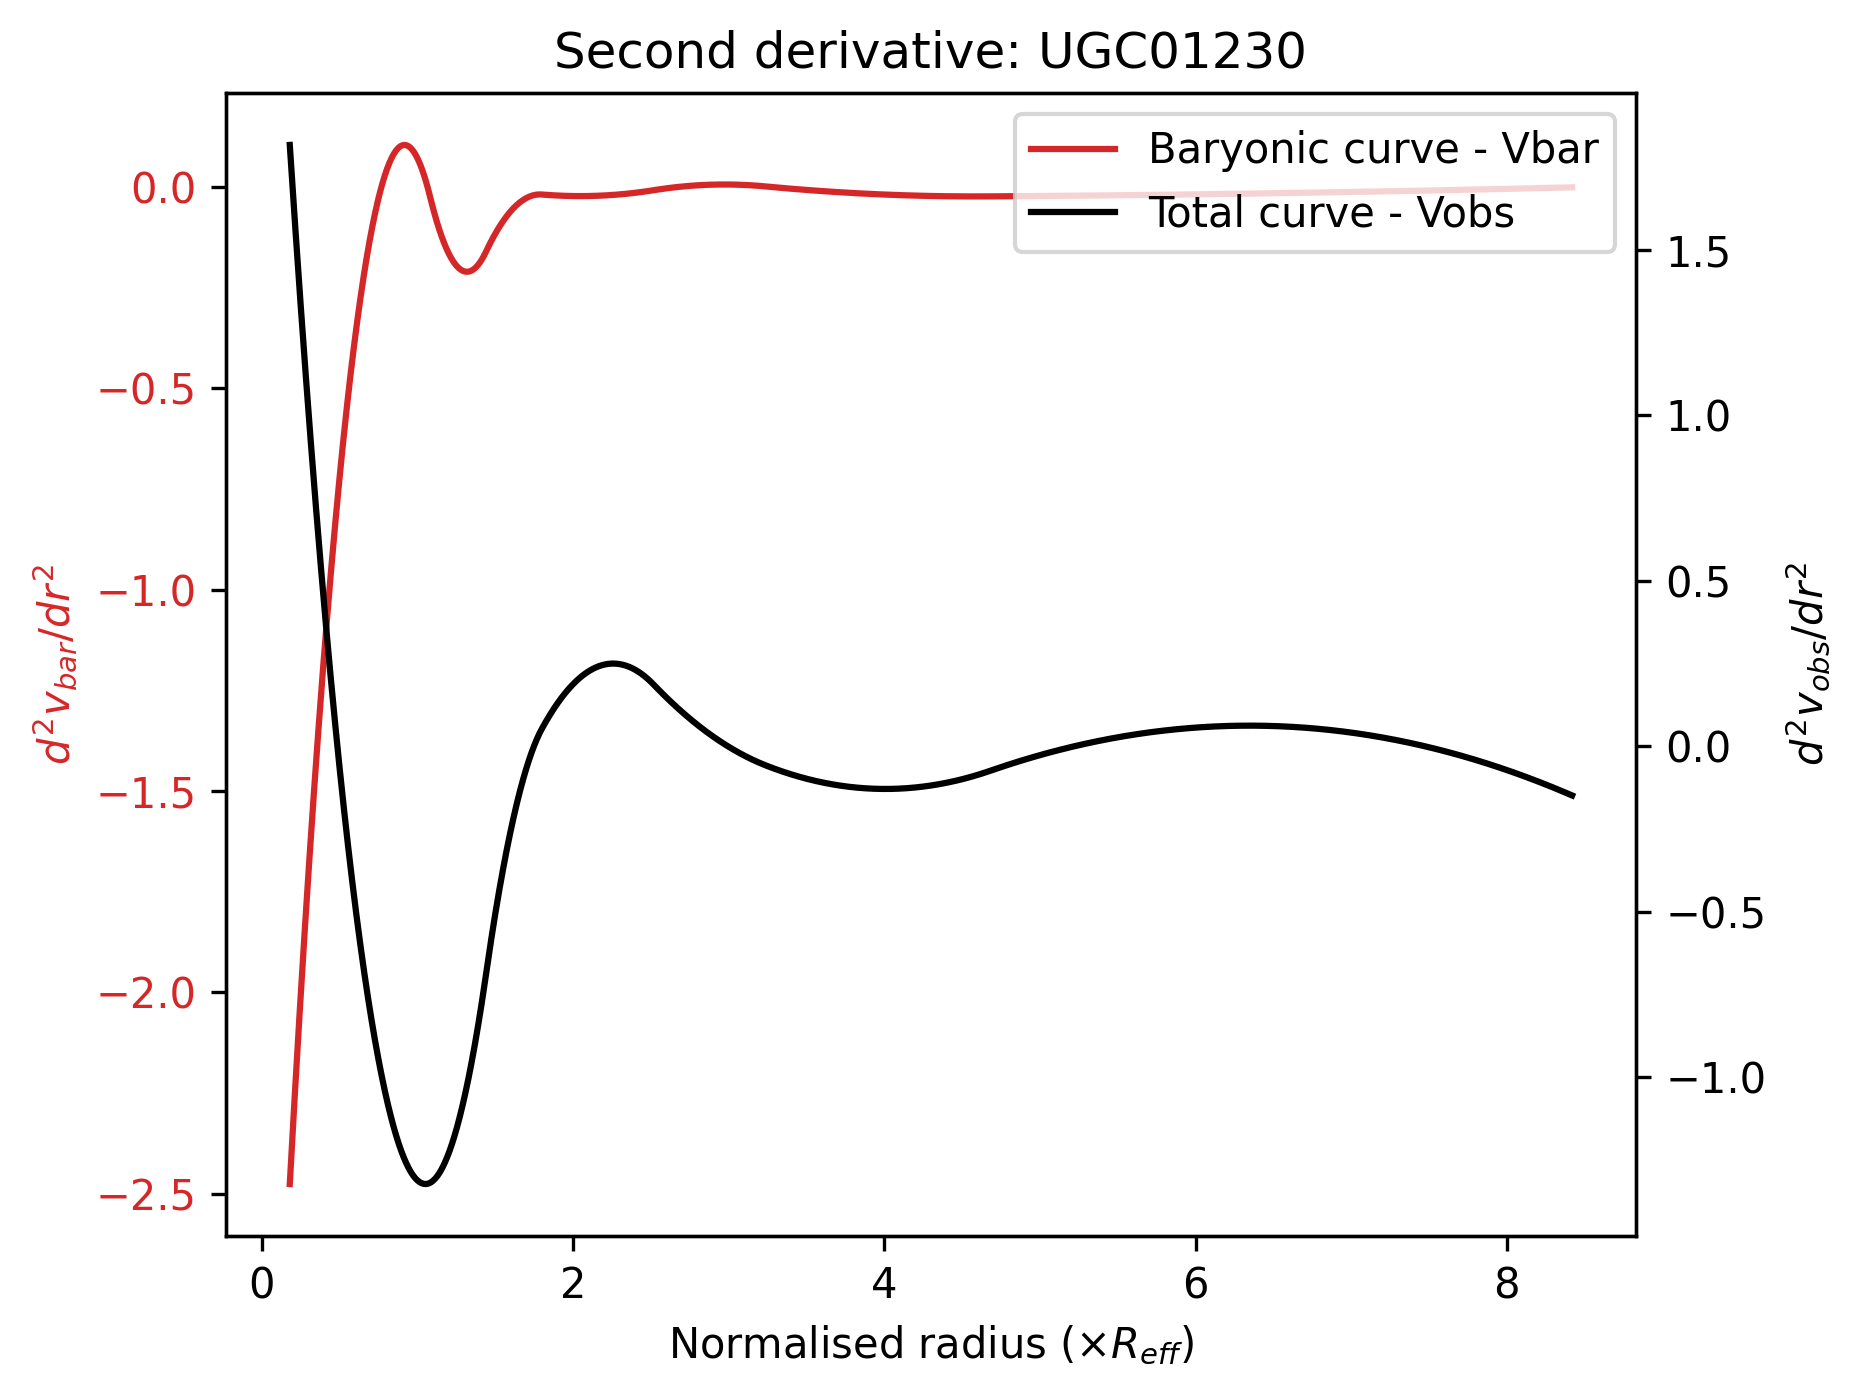 Second derivative: UGC01230
Baryonic curve - Vbar
Total curve - Vobs
0.0
−0.5
−1.0
−1.5
−2.0
−2.5
d²v_bar/dr²
1.5
1.0
0.5
0.0
−0.5
−1.0
d²v_obs/dr²
0 2 4 6 8
Normalised radius (×R_eff)